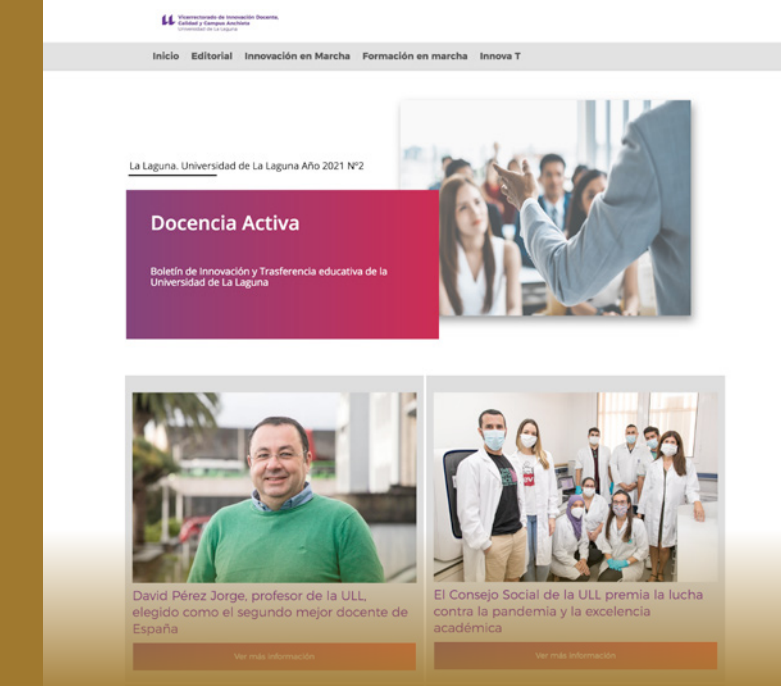 Vicerrectorado de Innovación Docente,
Calidad y Campus Anchieta
Universidad de La Laguna
Inicio Editorial Innovación en Marcha Formación en marcha Innova T
La Laguna. Universidad de La Laguna Año 2021 Nº2
Docencia Activa
Boletín de Innovación y Trasferencia educativa de la
Universidad de La Laguna
David Pérez Jorge, profesor de la ULL,
elegido como el segundo mejor docente de
España
Ver más información
El Consejo Social de la ULL premia la lucha
contra la pandemia y la excelencia
académica
Ver más información